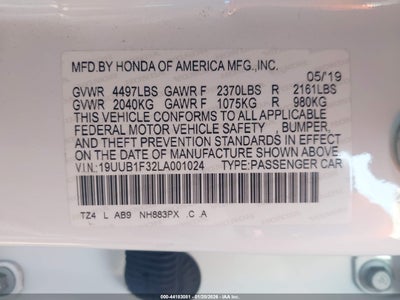 MFD.BY HONDA OF AMERICA MFG.,INC.
05/19
GVWR 4497LBS GAWR F 2370LBS R 2161LBS
GVWR 2040KG GAWR F 1075KG R 980KG
THIS VEHICLE CONFORMS TO ALL APPLICABLE
FEDERAL MOTOR VEHICLE SAFETY , BUMPER,
AND THEFT PREVENTION STANDARDS IN EFFECT
ON THE DATE OF MANUFACTURE SHOWN ABOVE.
V.I.N.:19UUB1F32LA001024 TYPE:PASSENGER CAR
TZ4 L AB9 NH883PX .C .A
000-44193081 - 01/20/2026 - IAA, Inc.